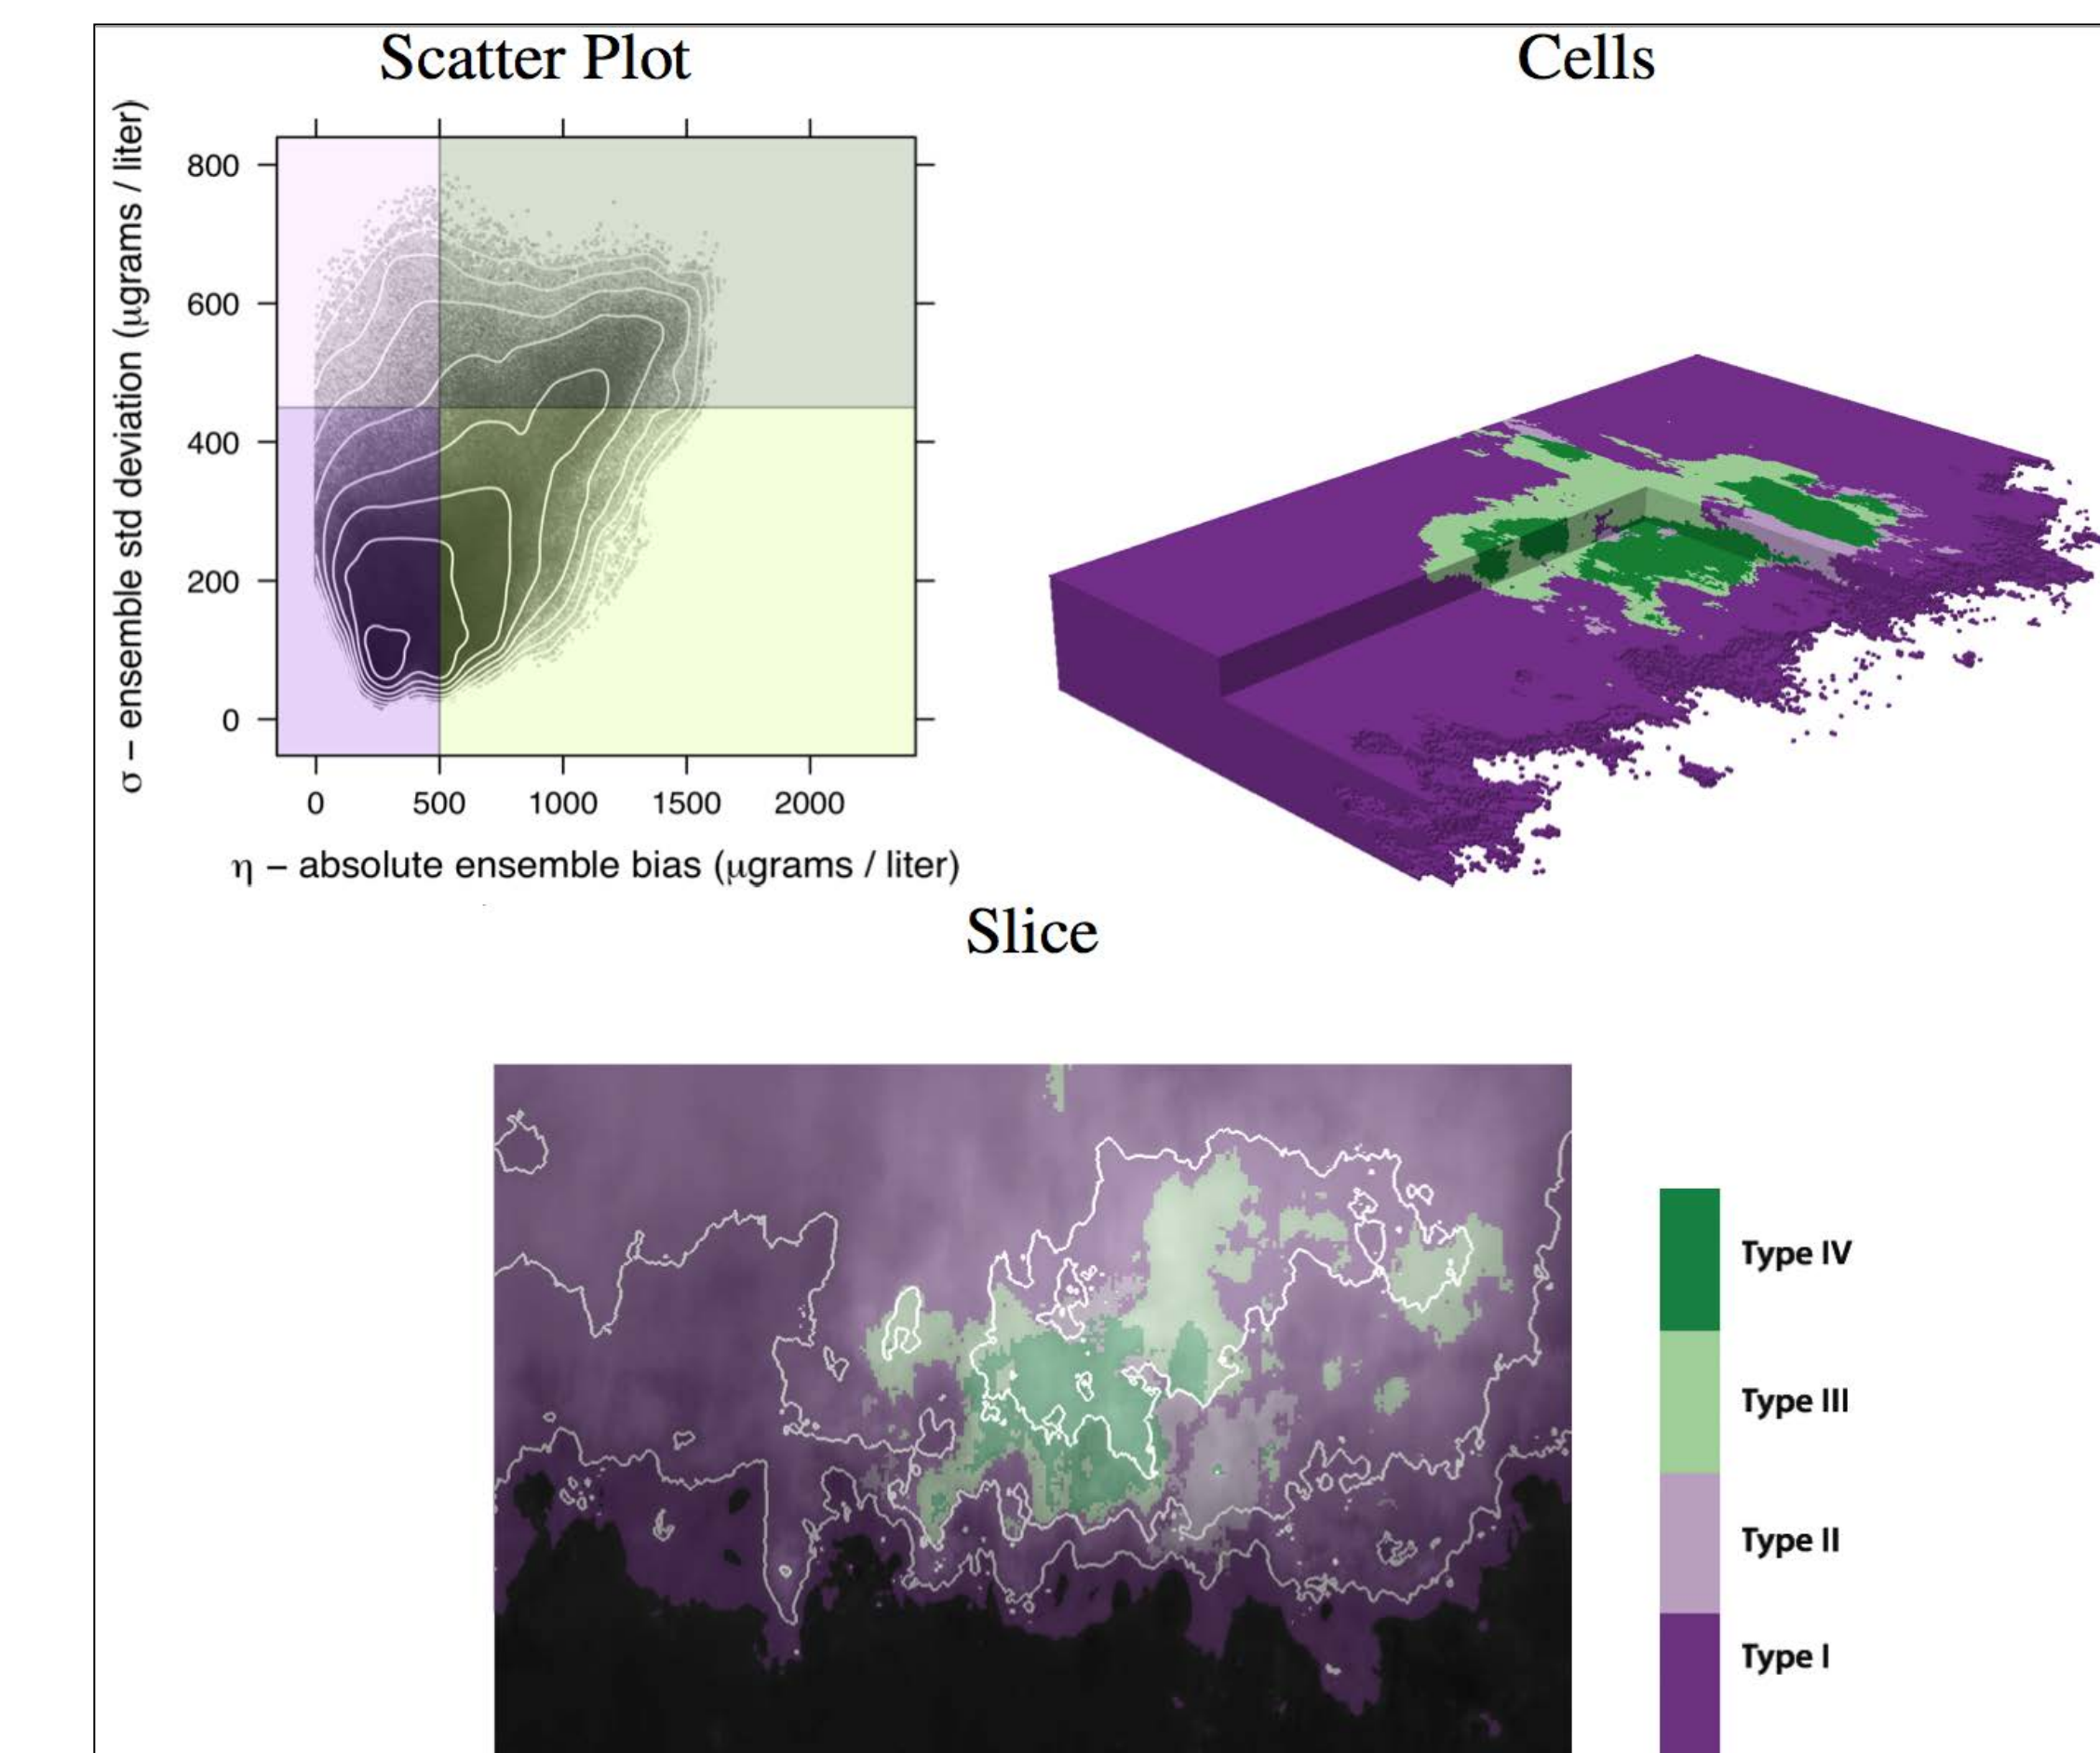 Scatter Plot
Cells
σ – ensemble std deviation (μgrams / liter)
800
600
400
200
0
0 500 1000 1500 2000
η – absolute ensemble bias (μgrams / liter)
Slice
Type IV
Type III
Type II
Type I